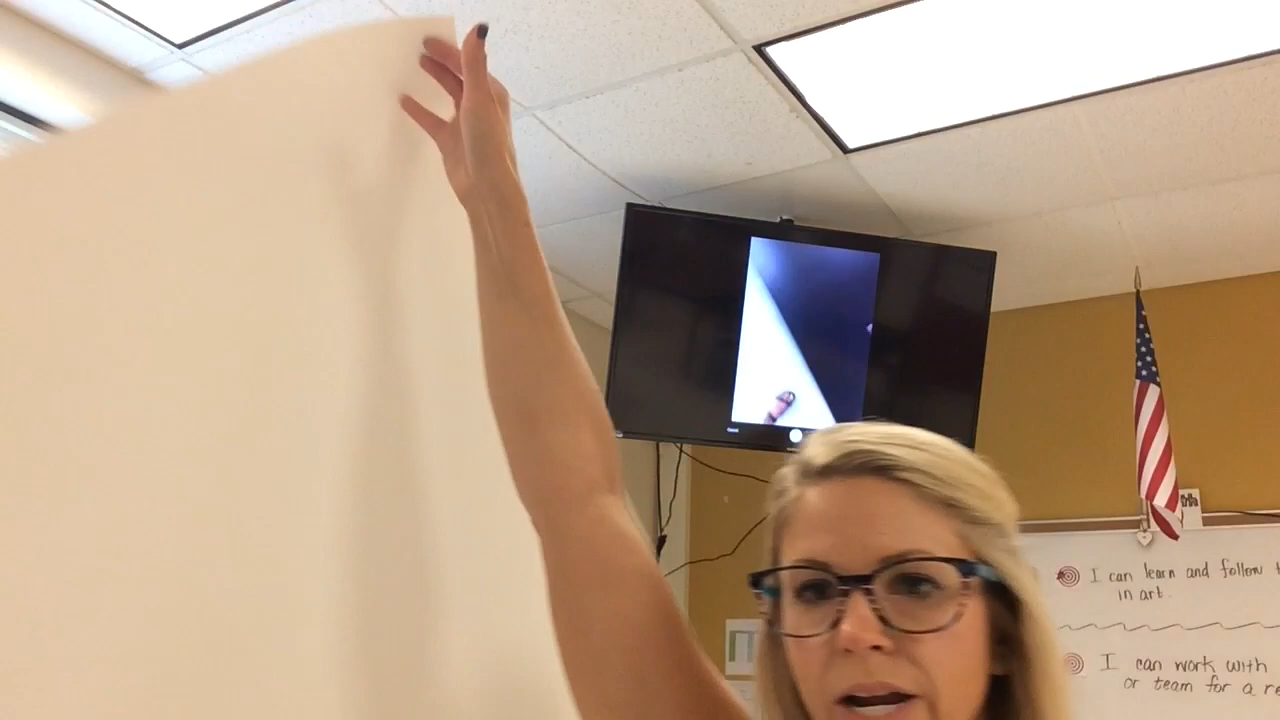 I can learn and follow
in art.
I can work with
or team for a